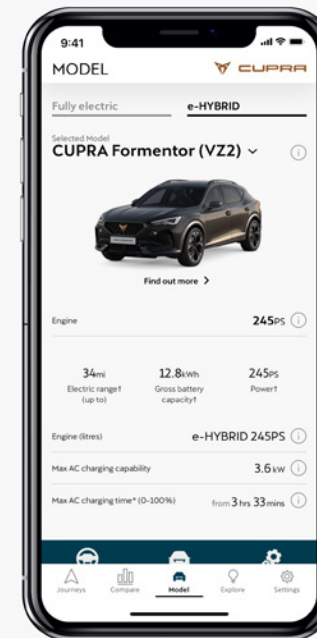 9:41
MODEL
CUPRA
Fully electric e-HYBRID
Selected Model
CUPRA Formentor (VZ2)
Find out more >
Engine 245PS
34mi 12.8kWh 245PS
Electric range† Gross battery Power†
(up to) capacity†
Engine (litres) e-HYBRID 245PS
Max AC charging capability 3.6 kW
Max AC charging time* (0-100%) from 3 hrs 33 mins
Journeys Compare Model Explore Settings